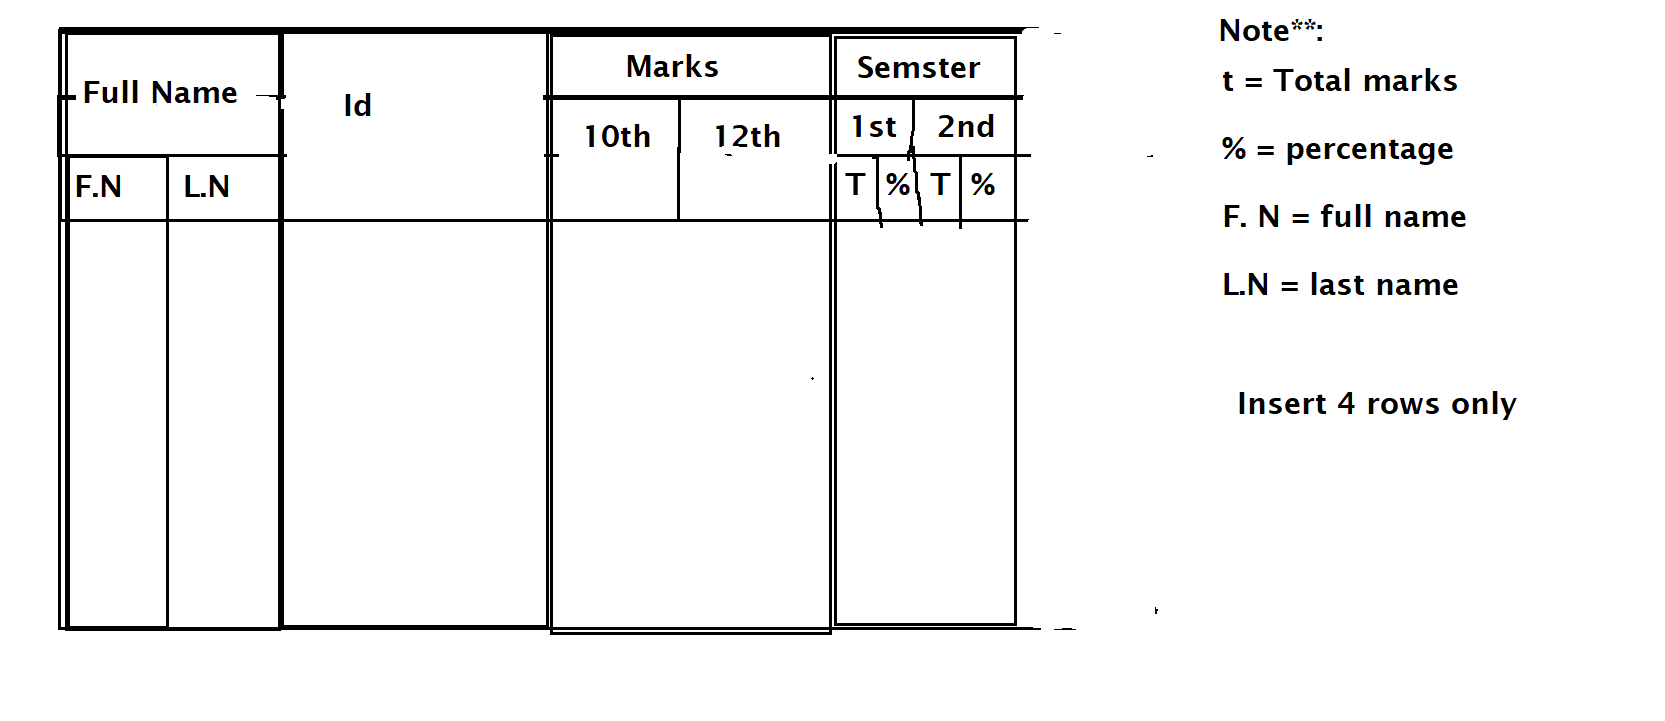 Full Name
Id
Marks
Semster
10th
12th
1st
2nd
F.N
L.N
T
%
T
%
Note**:
t = Total marks
% = percentage
F. N = full name
L.N = last name
Insert 4 rows only